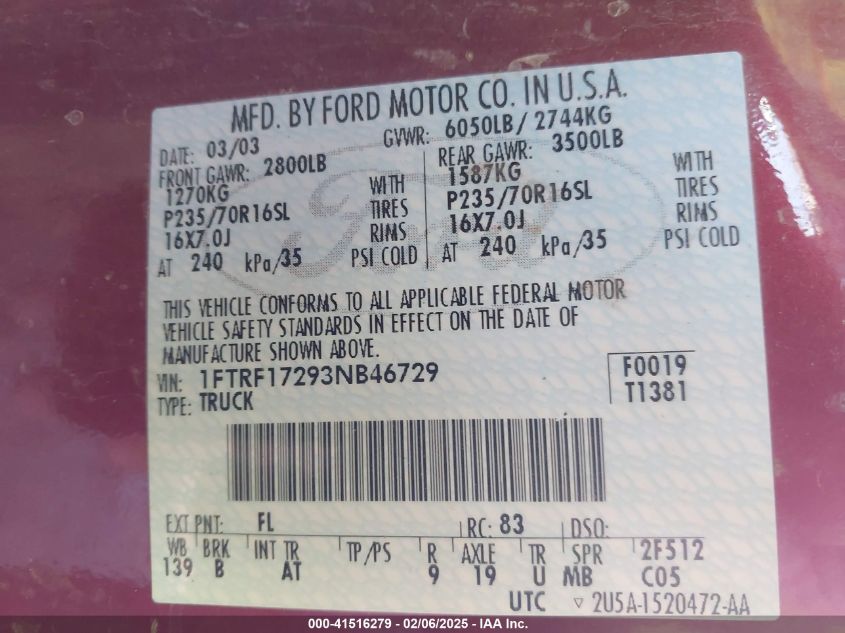 MFD. BY FORD MOTOR CO. IN U.S.A.
DATE: 03/03 GVWR: 6050LB/ 2744KG
FRONT GAWR: 2800LB REAR GAWR: 3500LB
1270KG WITH 1587KG WITH
P235/70R16SL TIRES P235/70R16SL TIRES
16X7.0J RIMS 16X7.0J RIMS
AT 240 kPa/35 PSI COLD AT 240 kPa/35 PSI COLD
THIS VEHICLE CONFORMS TO ALL APPLICABLE FEDERAL MOTOR
VEHICLE SAFETY STANDARDS IN EFFECT ON THE DATE OF
MANUFACTURE SHOWN ABOVE.
VIN: 1FTRF17293NB46729 F0019
TYPE: TRUCK T1381
EXT PNT: FL RC: 83 DSO:
WB BRK INT TR TP/PS R AXLE TR SPR 2F512
139 B AT 9 19 U MB C05
UTC ▽ 2U5A-1520472-AA
Ford
000-41516279 - 02/06/2025 - IAA Inc.